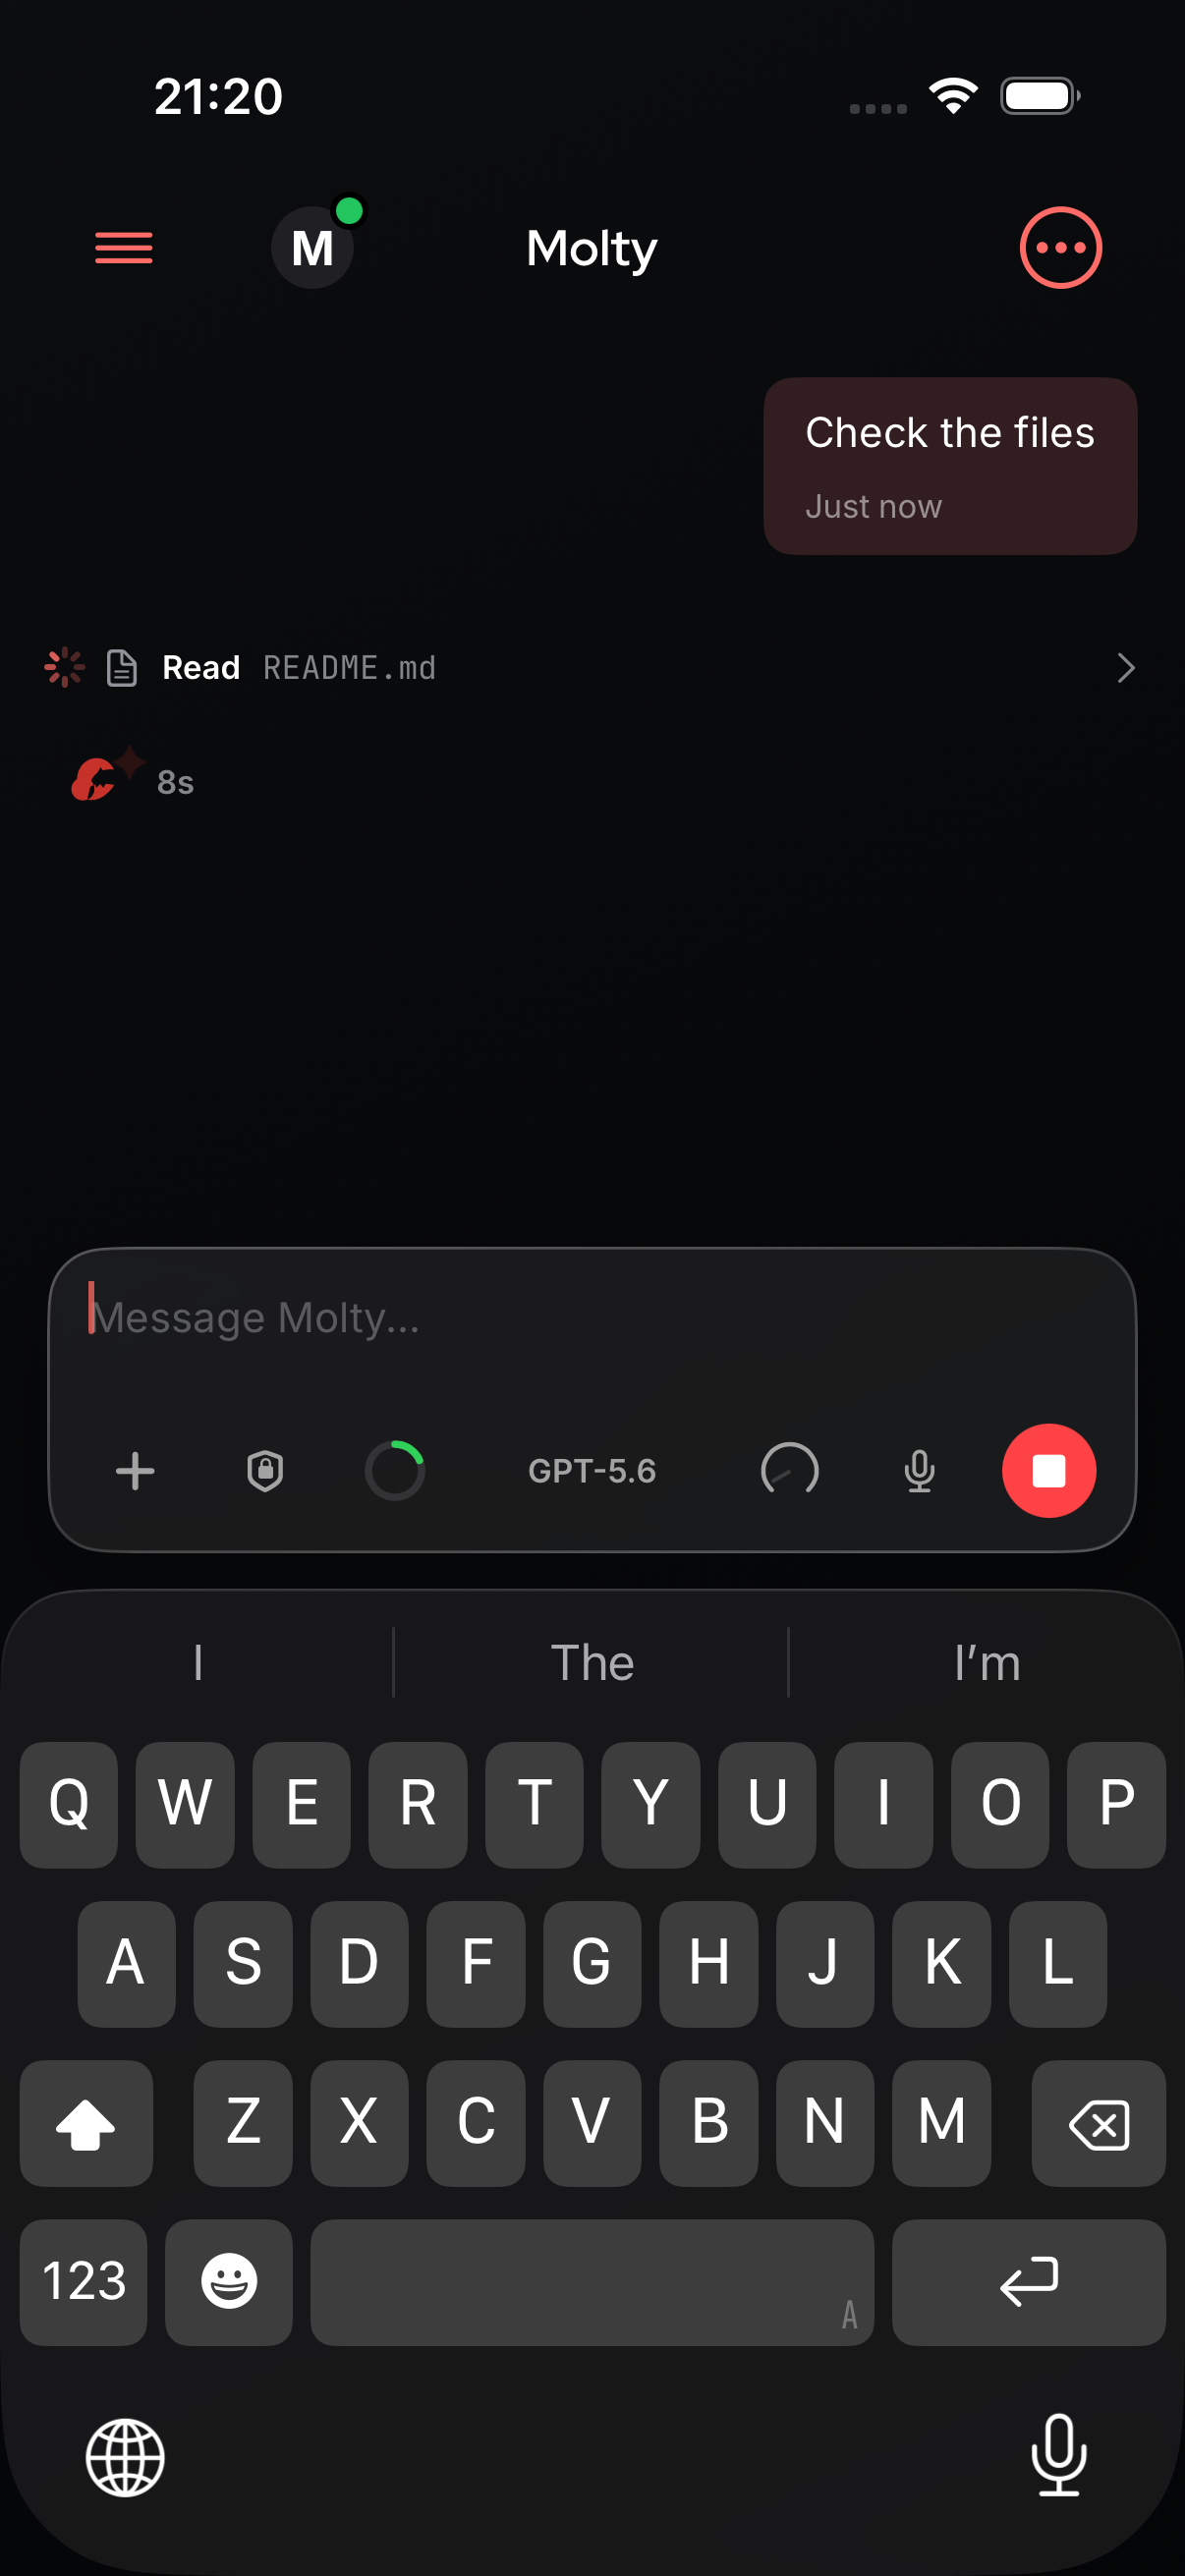 21:20
M
Molty
Check the files
Just now
Read README.md
8s
Message Molty...
GPT-5.6
I The I’m
Q W E R T Y U I O P
A S D F G H J K L
Z X C V B N M
123
A